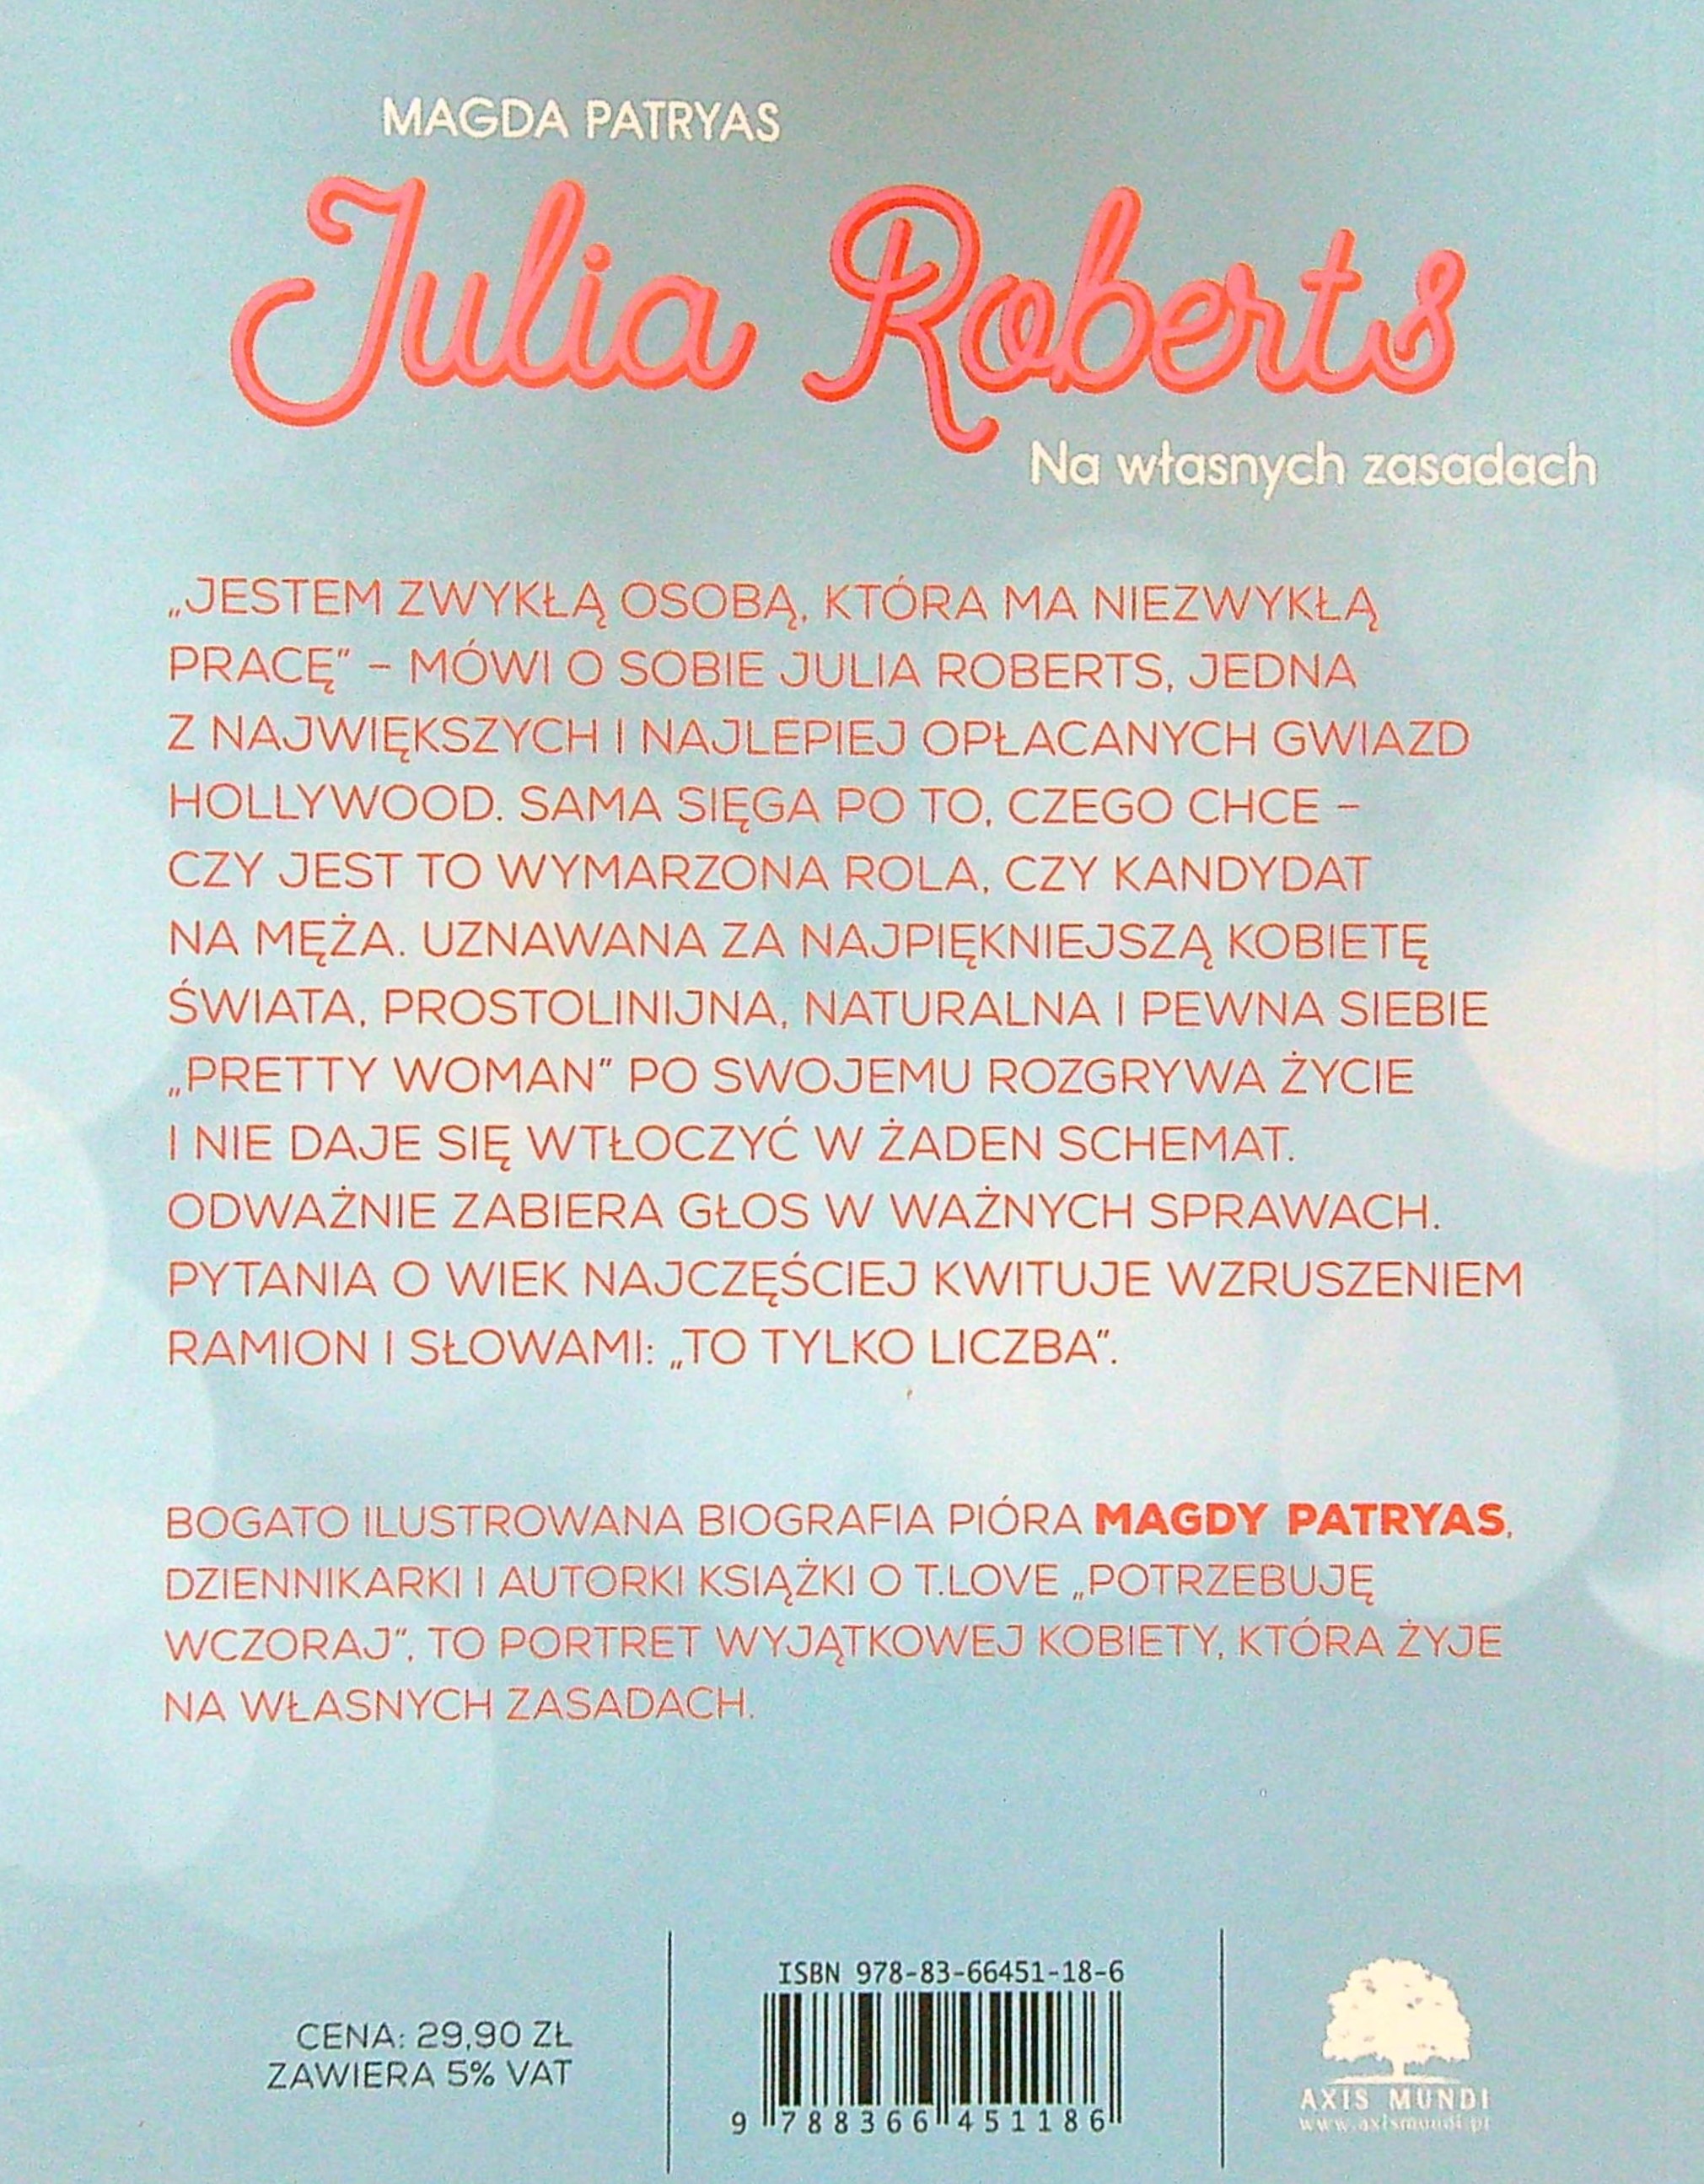 MAGDA PATRYAS
Julia Roberts
Na własnych zasadach
„JESTEM ZWYKŁĄ OSOBĄ, KTÓRA MA NIEZWYKŁĄ
PRACĘ” – MÓWI O SOBIE JULIA ROBERTS, JEDNA
Z NAJWIĘKSZYCH I NAJLEPIEJ OPŁACANYCH GWIAZD
HOLLYWOOD. SAMA SIĘGA PO TO, CZEGO CHCE –
CZY JEST TO WYMARZONA ROLA, CZY KANDYDAT
NA MĘŻA. UZNAWANA ZA NAJPIĘKNIEJSZĄ KOBIETĘ
ŚWIATA, PROSTOLINIJNA, NATURALNA I PEWNA SIEBIE
„PRETTY WOMAN” PO SWOJEMU ROZGRYWA ŻYCIE
I NIE DAJE SIĘ WTŁOCZYĆ W ŻADEN SCHEMAT.
ODWAŻNIE ZABIERA GŁOS W WAŻNYCH SPRAWACH.
PYTANIA O WIEK NAJCZĘŚCIEJ KWITUJE WZRUSZENIEM
RAMION I SŁOWAMI: „TO TYLKO LICZBA”.
BOGATO ILUSTROWANA BIOGRAFIA PIÓRA MAGDY PATRYAS,
DZIENNIKARKI I AUTORKI KSIĄŻKI O T.LOVE „POTRZEBUJĘ
WCZORAJ”, TO PORTRET WYJĄTKOWEJ KOBIETY, KTÓRA ŻYJE
NA WŁASNYCH ZASADACH.
CENA: 29,90 ZŁ
ZAWIERA 5% VAT
ISBN 978-83-66451-18-6
9 788366 451186
AXIS MUNDI
www.axismundi.pl